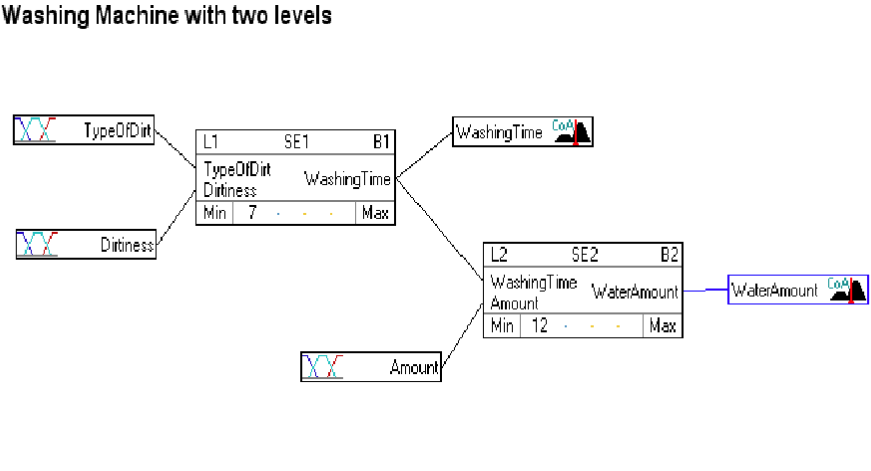 Washing Machine with two levels
TypeOfDirt
L1 SE1 B1
TypeOfDirt
Dirtiness
WashingTime
Min 7 Max
WashingTime CoA
Dirtiness
L2 SE2 B2
WashingTime
Amount
WaterAmount
Min 12 Max
WaterAmount CoA
Amount